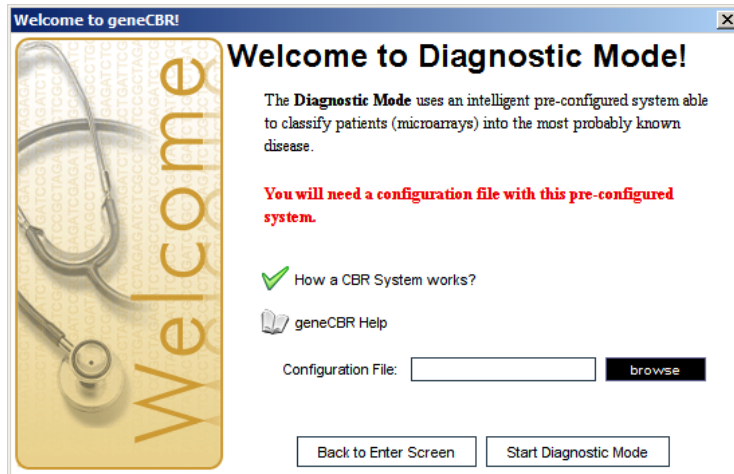 Welcome to geneCBR!
Welcome
Welcome to Diagnostic Mode!
The Diagnostic Mode uses an intelligent pre-configured system able
to classify patients (microarrays) into the most probably known
disease.
You will need a configuration file with this pre-configured
system.
How a CBR System works?
geneCBR Help
Configuration File:
browse
Back to Enter Screen
Start Diagnostic Mode